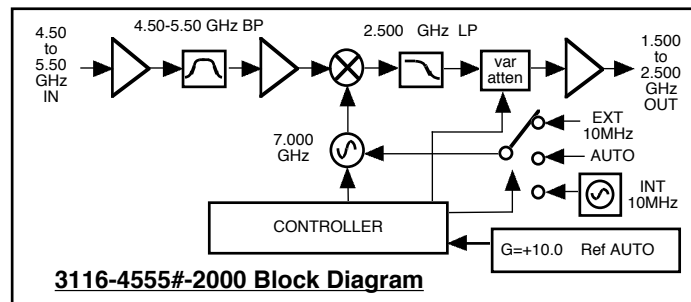 4.50
to
5.50
GHz
IN
4.50-5.50 GHz BP
2.500 GHz LP
var
atten
1.500
to
2.500
GHz
OUT
7.000
GHz
EXT
10MHz
AUTO
INT
10MHz
CONTROLLER
G=+10.0 Ref AUTO
3116-4555#-2000 Block Diagram